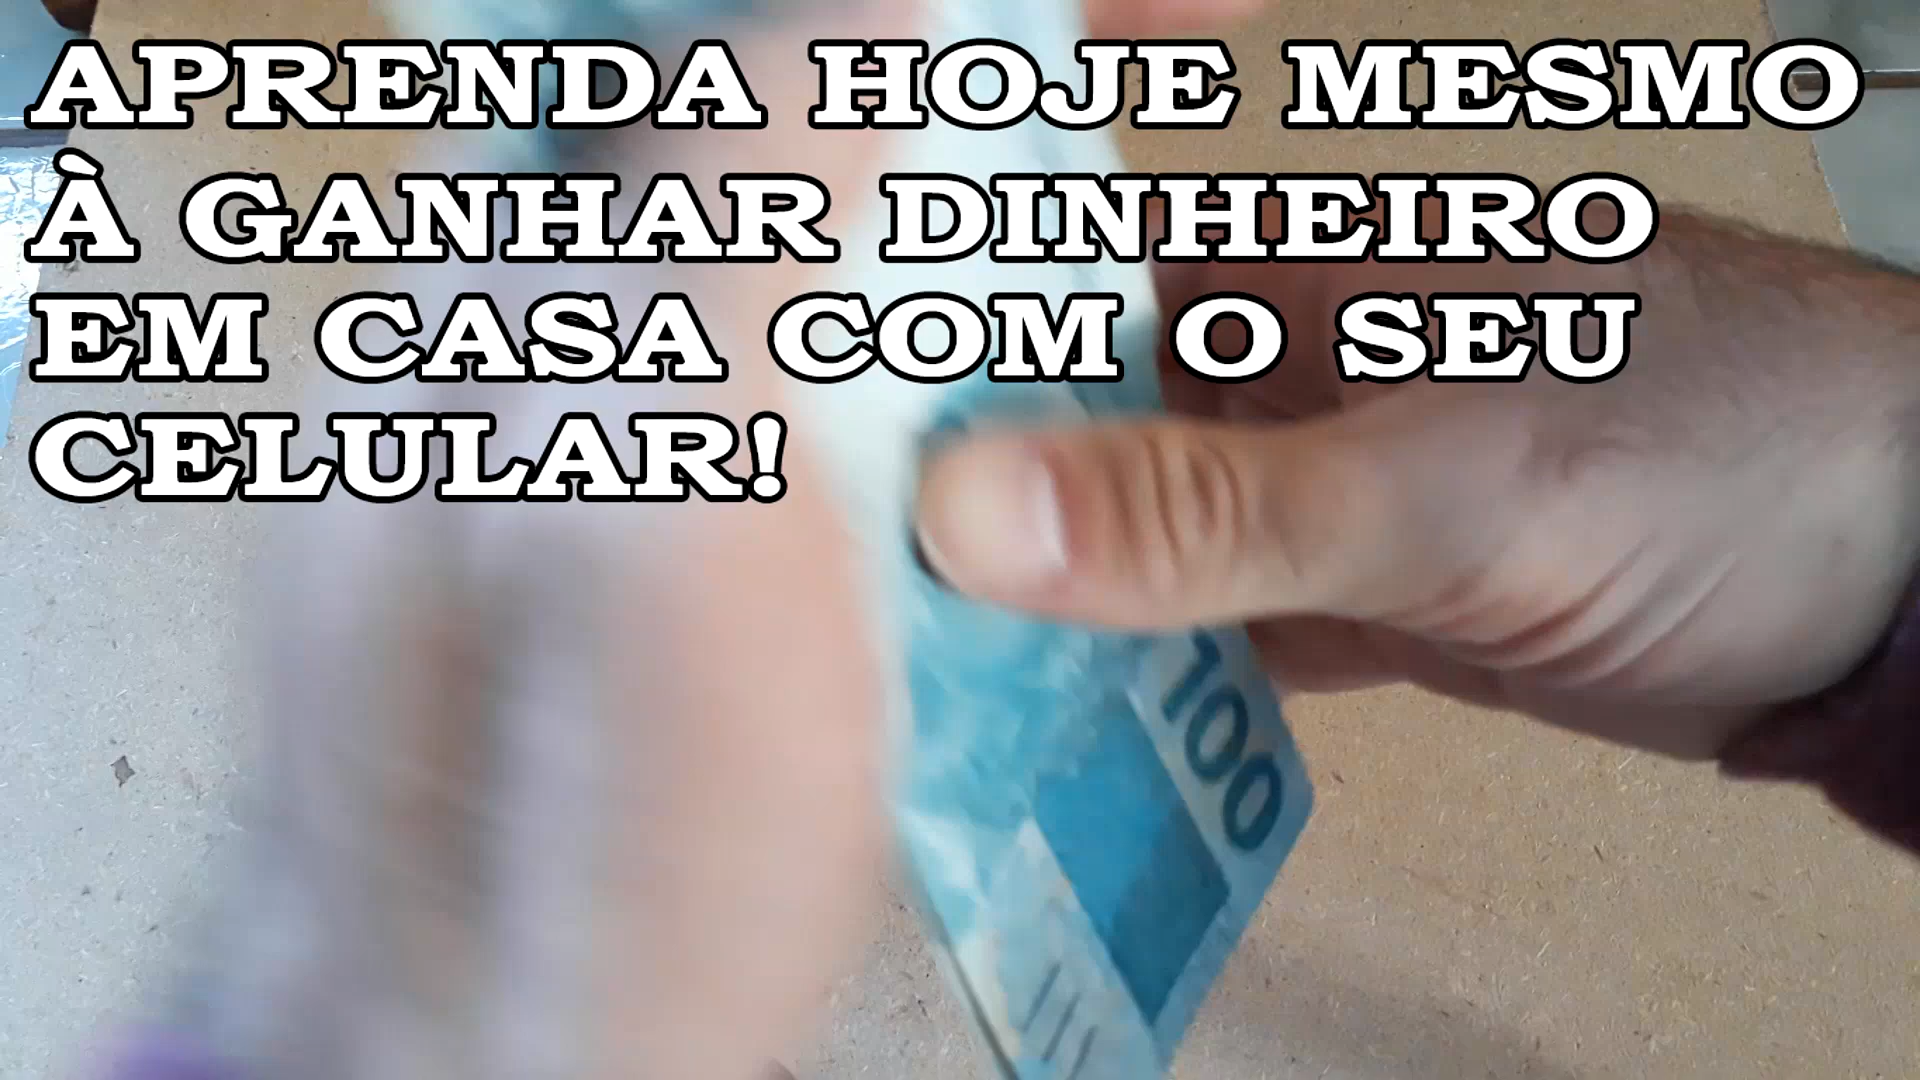 APRENDA HOJE MESMO
À GANHAR DINHEIRO
EM CASA COM O SEU
CELULAR!
100